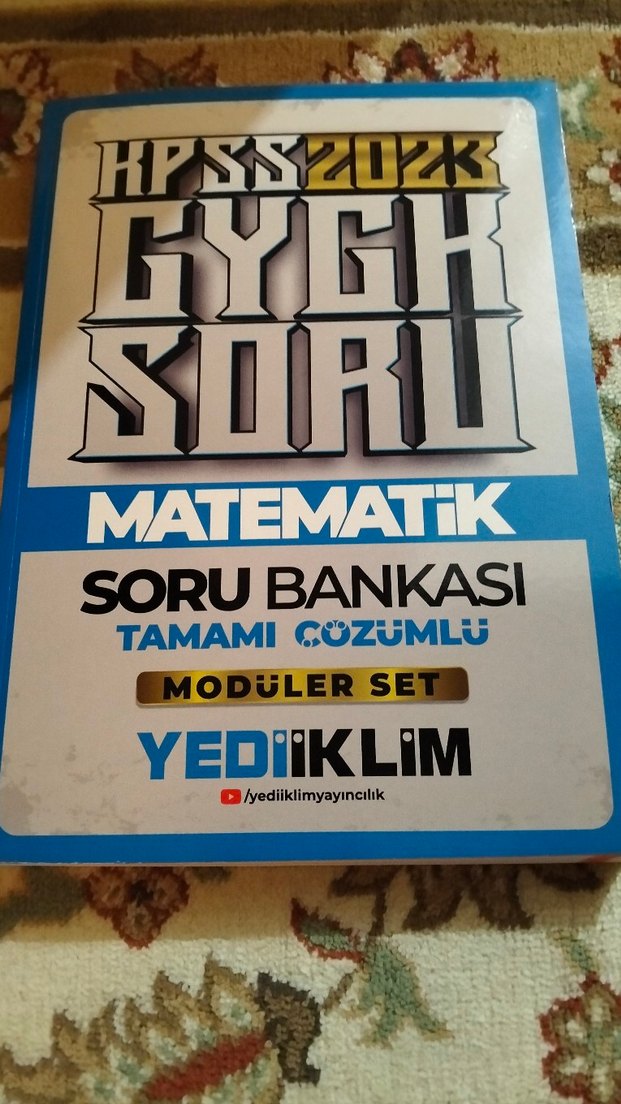 KPSS 2023
GYGK
SORU
MATEMATİK
SORU BANKASI
TAMAMI ÇÖZÜMLÜ
MODÜLER SET
YEDİİKLİM
/yediiklimyayıncılık